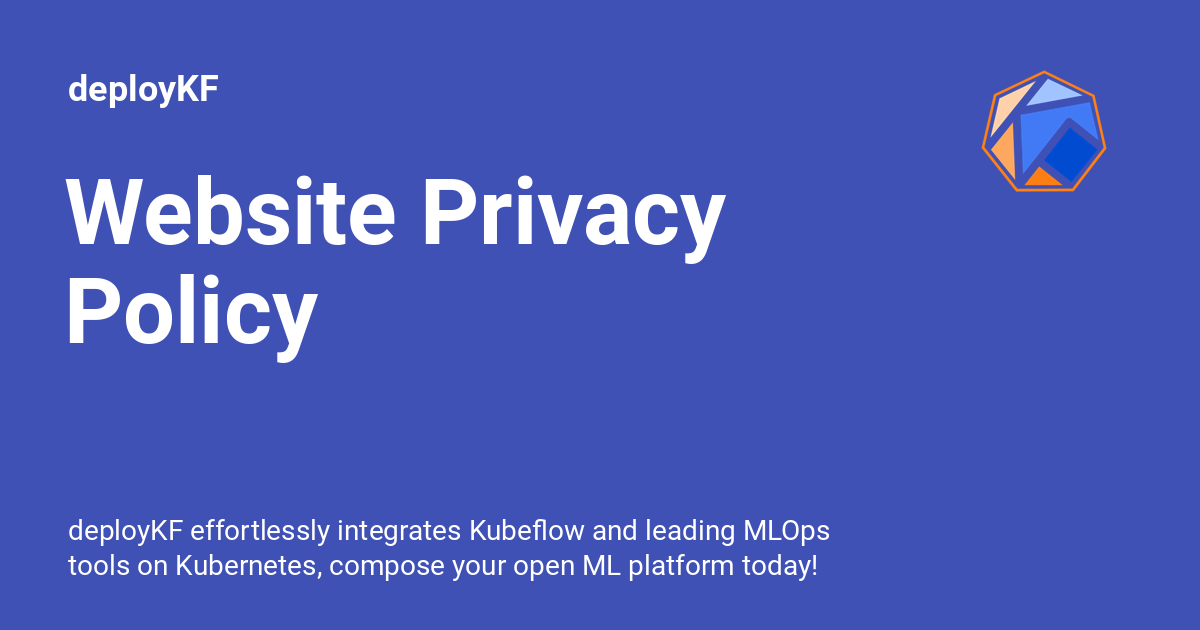 deployKF
Website Privacy
Policy
deployKF effortlessly integrates Kubeflow and leading MLOps
tools on Kubernetes, compose your open ML platform today!